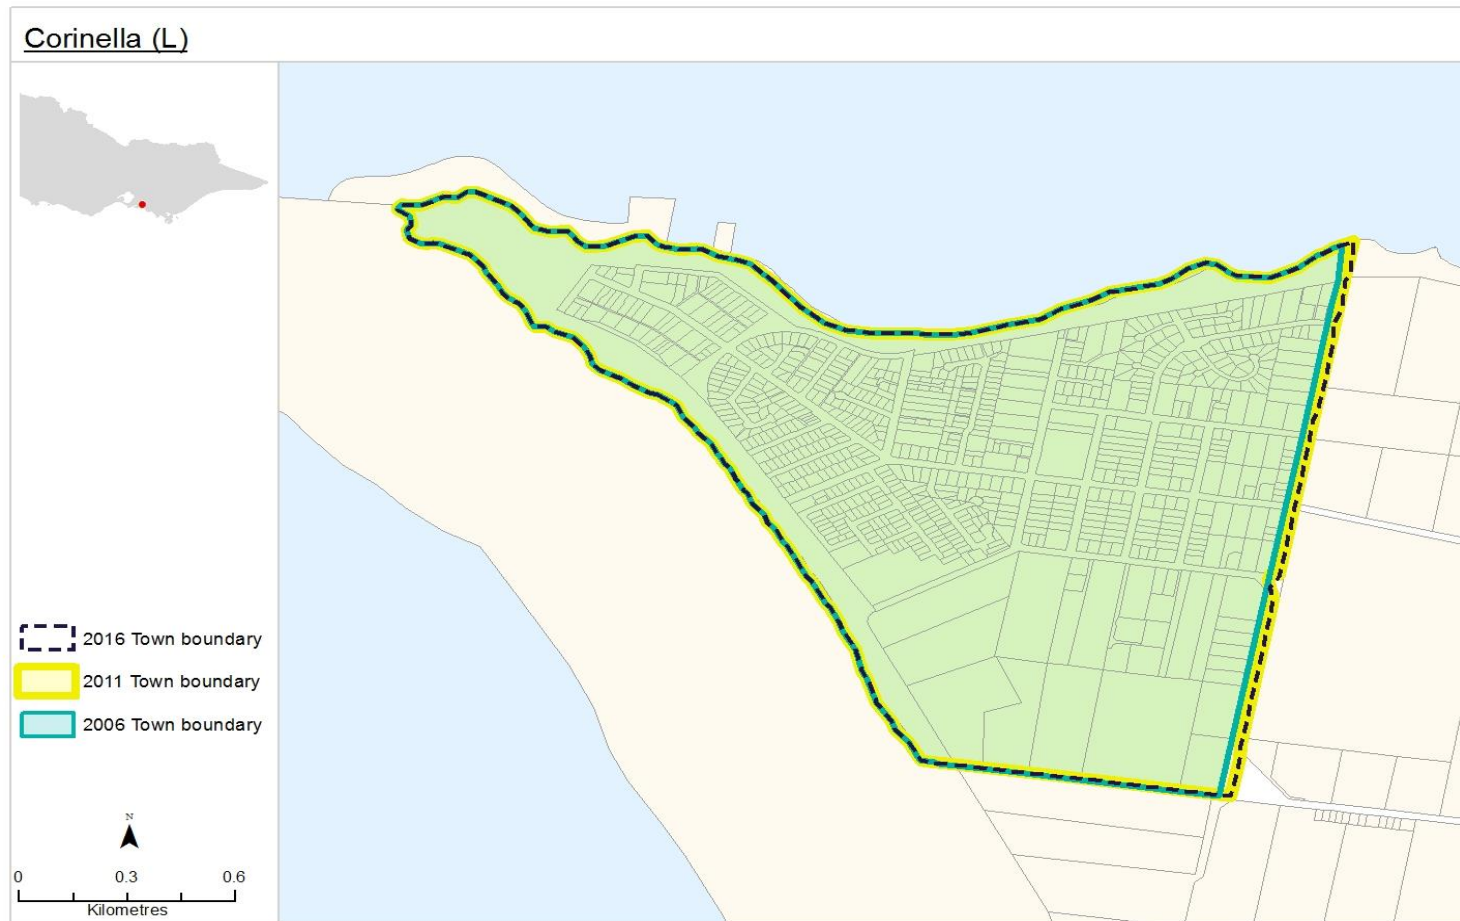 Corinella (L)
2016 Town boundary
2011 Town boundary
2006 Town boundary
N
0 0.3 0.6
Kilometres